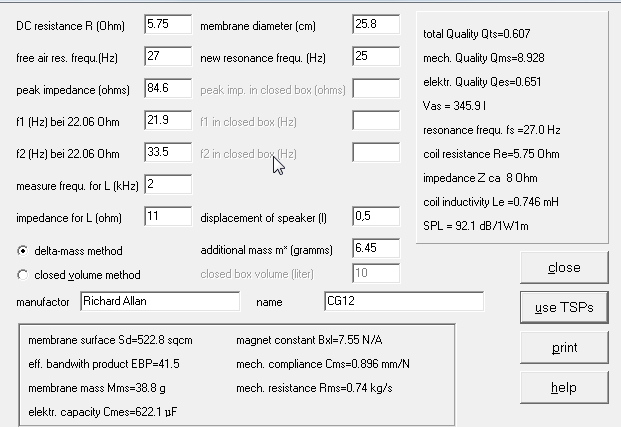 DC resistance R (Ohm) 5.75 membrane diameter (cm) 25.8
free air res. frequ.(Hz) 27 new resonance frequ. (Hz) 25
peak impedance (ohms) 84.6 peak imp. in closed box (ohms)
f1 (Hz) bei 22.06 Ohm 21.9 f1 in closed box (Hz)
f2 (Hz) bei 22.06 Ohm 33.5 f2 in closed box (Hz)
measure frequ. for L (kHz) 2
impedance for L (ohm) 11 displacement of speaker (l) 0,5
delta-mass method additional mass m* (gramms) 6.45
closed volume method closed box volume (liter) 10
manufactor Richard Allan name CG12
total Quality Qts=0.607
mech. Quality Qms=8.928
elektr. Quality Qes=0.651
Vas = 345.9 l
resonance frequ. fs =27.0 Hz
coil resistance Re=5.75 Ohm
impedance Z ca 8 Ohm
coil inductivity Le =0.746 mH
SPL = 92.1 dB/1W1m
close
use TSPs
print
help
membrane surface Sd=522.8 sqcm magnet constant Bxl=7.55 N/A
eff. bandwith product EBP=41.5 mech. compliance Cms=0.896 mm/N
membrane mass Mms=38.8 g mech. resistance Rms=0.74 kg/s
elektr. capacity Cmes=622.1 µF